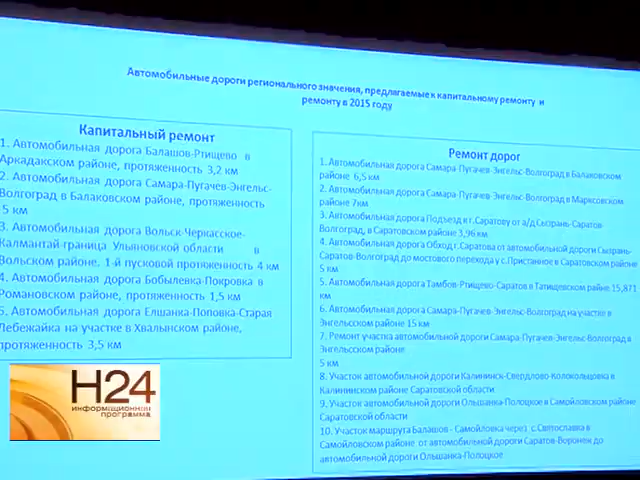 Автомобильные дороги регионального значения, предлагаемые к капитальному ремонту и
ремонту в 2015 году
Капитальный ремонт
1. Автомобильная дорога Балашов-Ртищево в
Аркадакском районе, протяженность 3,2 км
2. Автомобильная дорога Самара-Пугачев-Энгельс-
Волгоград в Балаковском районе, протяженность
5 км
3. Автомобильная дорога Вольск-Черкасское-
Калмантай-граница Ульяновской области в
Вольском районе. 1-й пусковой протяженность 4 км
4. Автомобильная дорога Бобылевка-Покровка в
Романовском районе, протяженность 1,5 км
5. Автомобильная дорога Елшанка-Поповка-Старая
Лебежайка на участке в Хвалынском районе,
протяженность 3,5 км
Ремонт дорог
1. Автомобильная дорога Самара-Пугачев-Энгельс-Волгоград в Балаковском
районе 6,5 км
2. Автомобильная дорога Самара-Пугачев-Энгельс-Волгоград в Марксовском
районе 7км
3. Автомобильная дорога Подъезд к г.Саратову от а/д Сызрань-Саратов-
Волгоград, в Саратовском районе 3,96 км
4. Автомобильная дорога Обход г.Саратова от автомобильной дороги Сызрань-
Саратов-Волгоград до мостового перехода у с.Пристанное в Саратовском районе
5 км
5. Автомобильная дорога Тамбов-Ртищево-Саратов в Татищевском райне 15,871
км
6. Автомобильная дорога Самара-Пугачев-Энгельс-Волгоград на участке в
Энгельсском районе 15 км
7. Ремонт участка автомобильной дороги Самара-Пугачев-Энгельс-Волгоград в
Энгельсском районе
5 км
8. Участок автомобильной дороги Калининск-Свердлово-Колокольцовка в
Калининском районе Саратовской области
9. Участок автомобильной дороги Ольшанка-Полоцкое в Самойловском районе
Саратовской области
10. Участок маршрута Балашов - Самойловка через с.Святославка в
Самойловском районе от автомобильной дороги Саратов-Воронеж до
автомобильной дороги Ольшанка-Полоцкое
Н24
информационная
программа